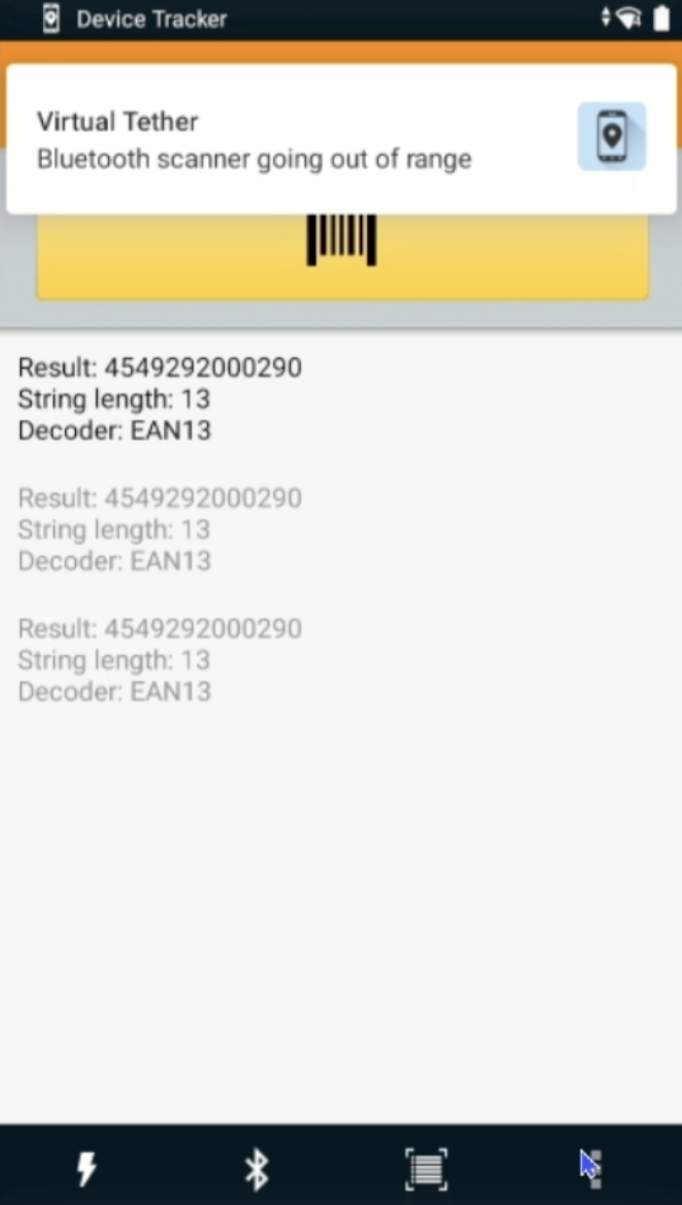 Device Tracker
Virtual Tether
Bluetooth scanner going out of range
Result: 4549292000290
String length: 13
Decoder: EAN13
Result: 4549292000290
String length: 13
Decoder: EAN13
Result: 4549292000290
String length: 13
Decoder: EAN13